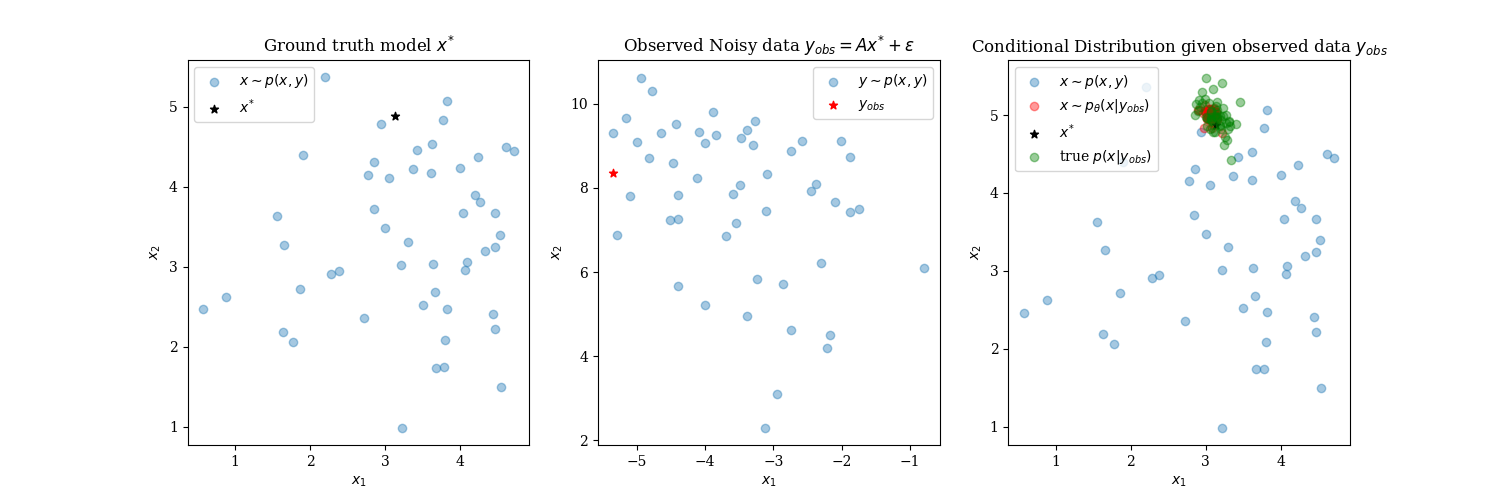 Ground truth model x*
x ~ p(x, y)
x*
5
4
3
2
1
x₂
1
2
3
4
x₁
Observed Noisy data y_obs = Ax* + ε
y ~ p(x, y)
y_obs
10
8
6
4
2
x₂
−5
−4
−3
−2
−1
x₁
Conditional Distribution given observed data y_obs
x ~ p(x, y)
x ~ p_θ(x|y_obs)
x*
true p(x|y_obs)
5
4
3
2
1
x₂
1
2
3
4
x₁